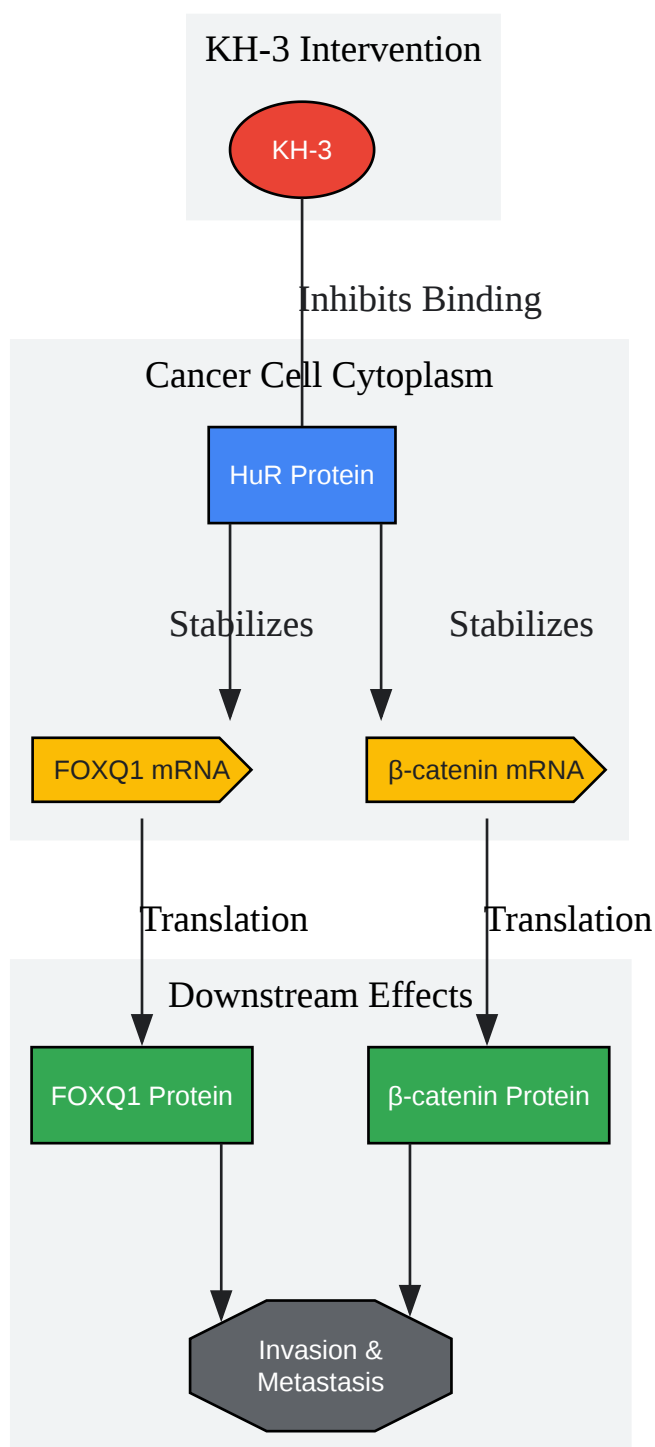 KH-3 Intervention
KH-3
Inhibits Binding
Cancer Cell Cytoplasm
HuR Protein
Stabilizes
Stabilizes
FOXQ1 mRNA
β-catenin mRNA
Translation
Translation
Downstream Effects
FOXQ1 Protein
β-catenin Protein
Invasion &
Metastasis